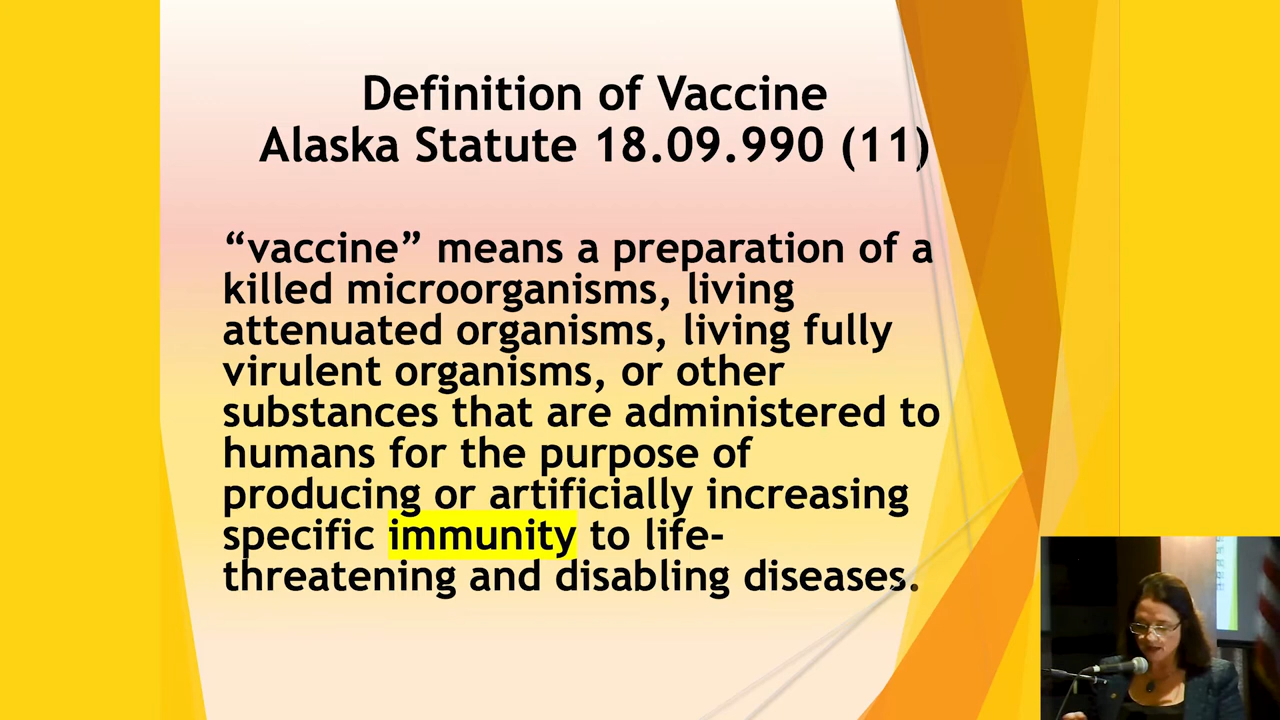 Definition of Vaccine
Alaska Statute 18.09.990 (11)
“vaccine” means a preparation of a
killed microorganisms, living
attenuated organisms, living fully
virulent organisms, or other
substances that are administered to
humans for the purpose of
producing or artificially increasing
specific immunity to life-
threatening and disabling diseases.